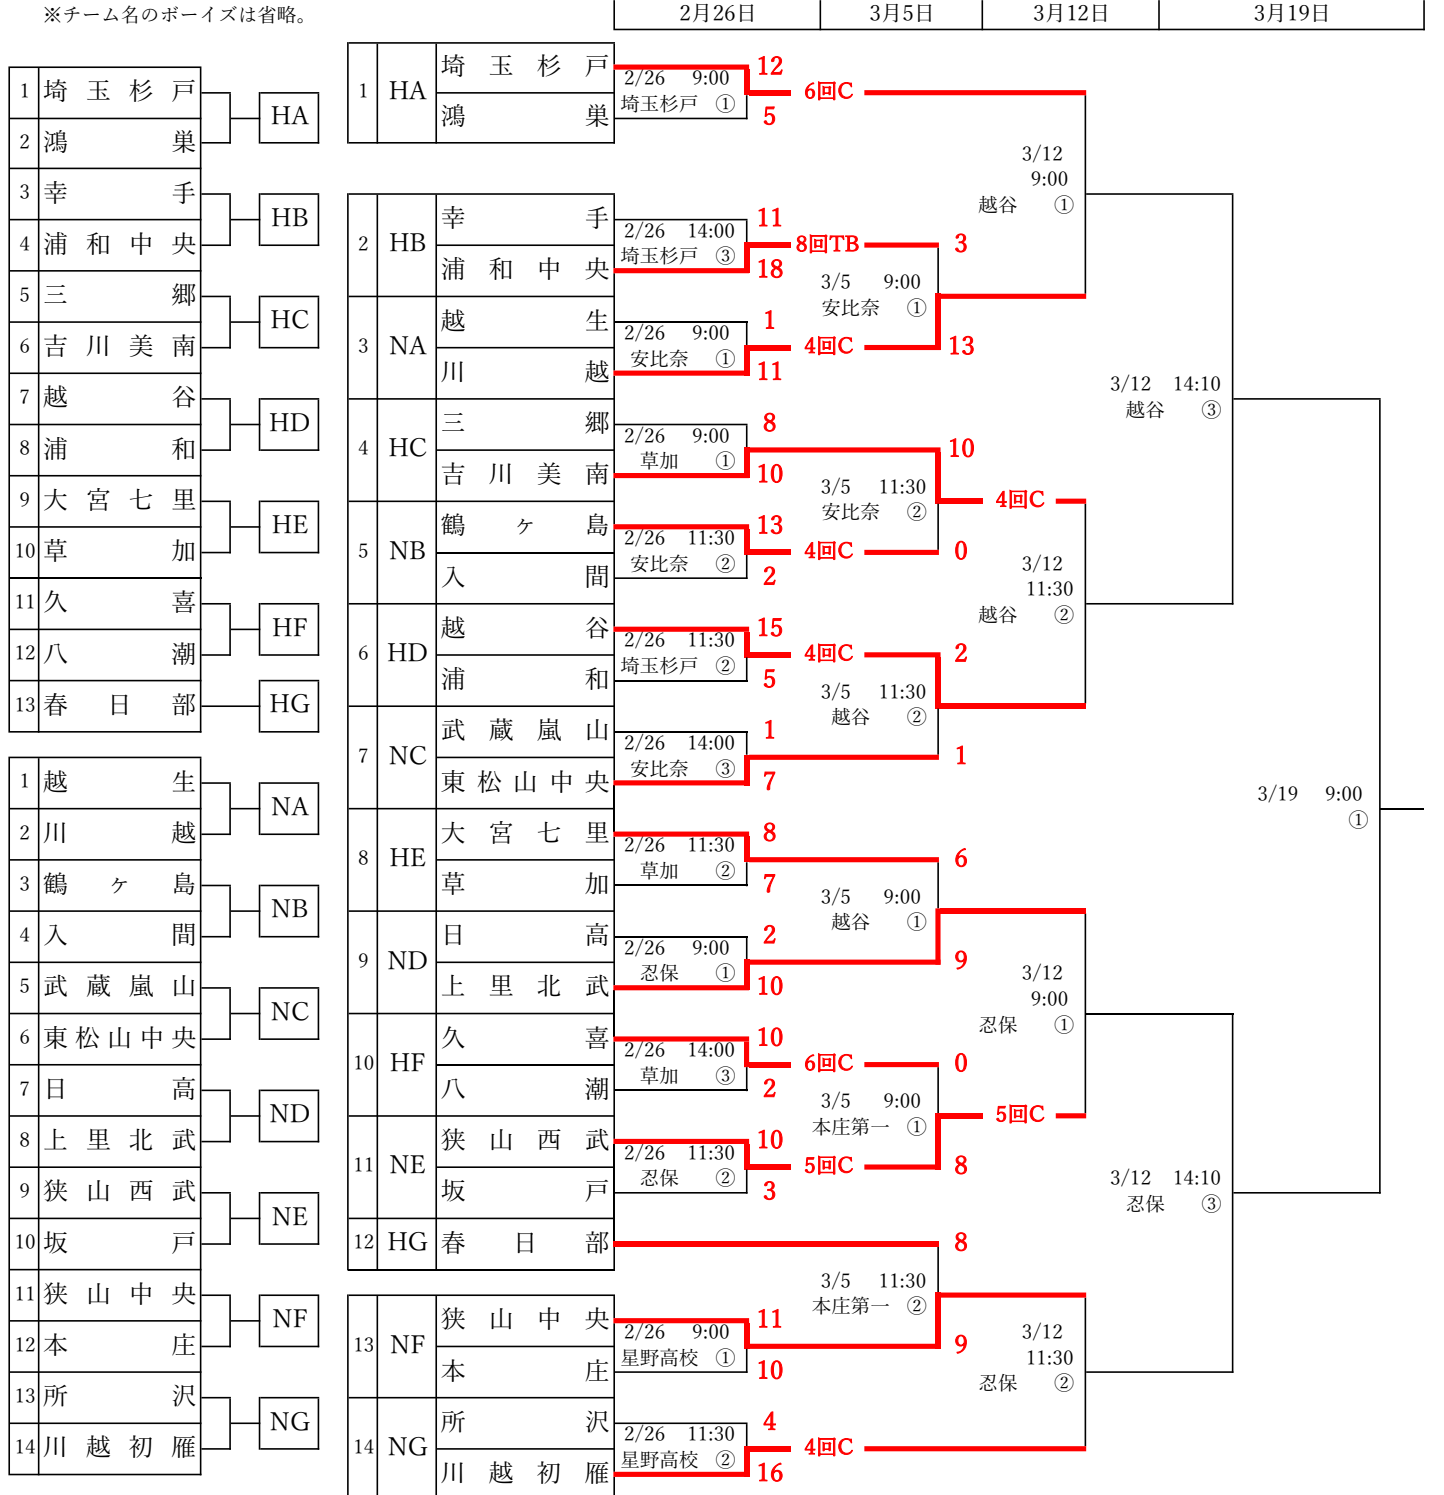 ※チーム名のボーイズは省略。
2月26日 3月5日 3月12日 3月19日
1 埼玉杉戸
2 鴻巣
HA
3 幸手
4 浦和中央
HB
5 三郷
6 吉川美南
HC
7 越谷
8 浦和
HD
9 大宮七里
10 草加
HE
11 久喜
12 八潮
HF
13 春日部
HG
1 越生
2 川越
NA
3 鶴ヶ島
4 入間
NB
5 武蔵嵐山
6 東松山中央
NC
7 日高
8 上里北武
ND
9 狭山西武
10 坂戸
NE
11 狭山中央
12 本庄
NF
13 所沢
14 川越初雁
NG
1 HA 埼玉杉戸 12
2/26 9:00
埼玉杉戸 ①
6回C
鴻巣 5
2 HB 幸手 11
2/26 14:00
埼玉杉戸 ③
8回TB 3
浦和中央 18
3/5 9:00
安比奈 ①
3 NA 越生 1
2/26 9:00
安比奈 ①
4回C 13
川越 11
4 HC 三郷 8
2/26 9:00
草加 ①
10
吉川美南 10
3/5 11:30
安比奈 ②
4回C
5 NB 鶴ヶ島 13
2/26 11:30
安比奈 ②
4回C 0
入間 2
6 HD 越谷 15
2/26 11:30
埼玉杉戸 ②
4回C 2
浦和 5
3/5 11:30
越谷 ②
7 NC 武蔵嵐山 1
2/26 14:00
安比奈 ③
1
東松山中央 7
8 HE 大宮七里 8
2/26 11:30
草加 ②
6
草加 7
3/5 9:00
越谷 ①
9 ND 日高 2
2/26 9:00
忍保 ①
9
上里北武 10
10 HF 久喜 10
2/26 14:00
草加 ③
6回C 0
八潮 2
3/5 9:00
本庄第一 ①
5回C
11 NE 狭山西武 10
2/26 11:30
忍保 ②
5回C 8
坂戸 3
12 HG 春日部 8
3/5 11:30
本庄第一 ②
13 NF 狭山中央 11
2/26 9:00
星野高校 ①
9
本庄 10
14 NG 所沢 4
2/26 11:30
星野高校 ②
4回C
川越初雁 16
3/12
9:00
越谷 ①
3/12
11:30
越谷 ②
3/12 14:10
越谷 ③
3/12
9:00
忍保 ①
3/12
11:30
忍保 ②
3/12 14:10
忍保 ③
3/19 9:00
①